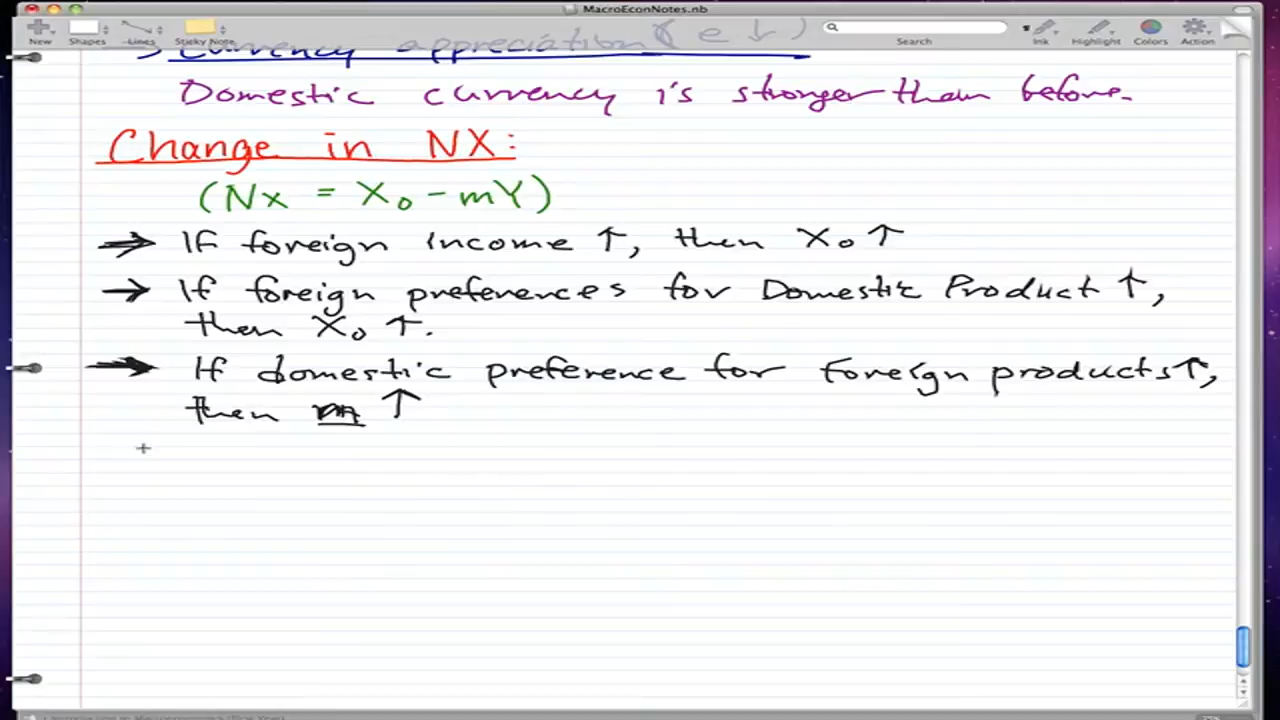 MacroEconNotes.nb
New Shapes Lines Sticky Note Search Ink Highlight Colors Action
> Currency appreciation (e ↓)
Domestic currency is stronger than before.
Change in NX:
(Nx = X₀ - mY)
→ If foreign income ↑, then X₀ ↑
→ If foreign preferences for Domestic Product ↑,
then X₀ ↑.
→ If domestic preference for foreign products ↑,
then m ↑